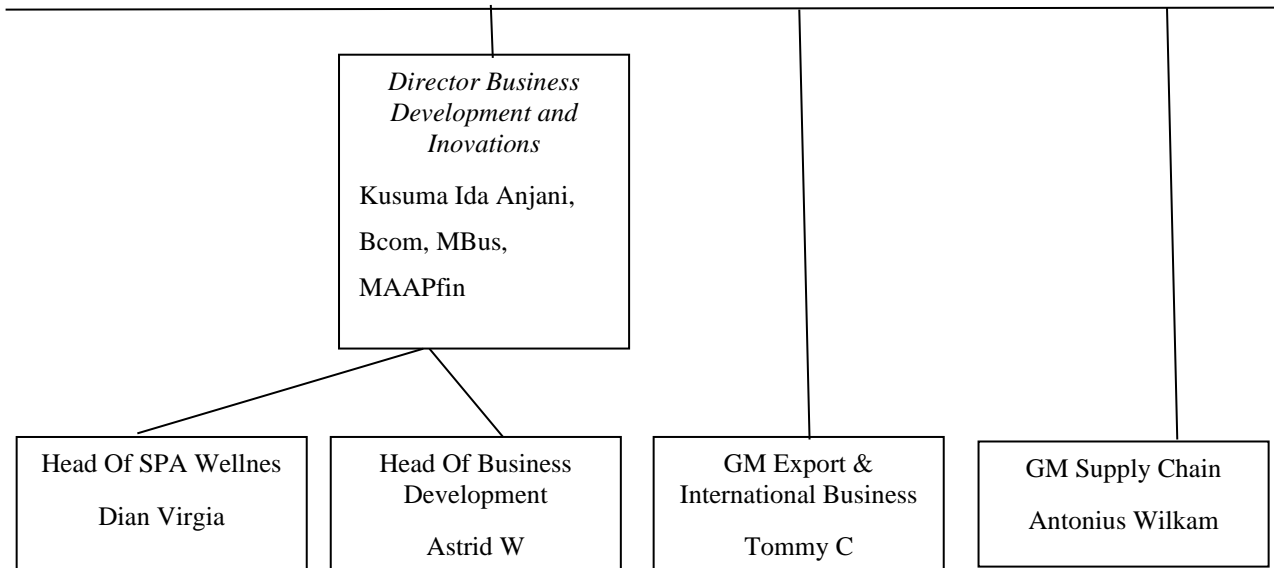 Director Business
Development and
Inovations
Kusuma Ida Anjani,
Bcom, MBus,
MAAPfin
Head Of SPA Wellnes
Dian Virgia
Head Of Business
Development
Astrid W
GM Export &
International Business
Tommy C
GM Supply Chain
Antonius Wilkam